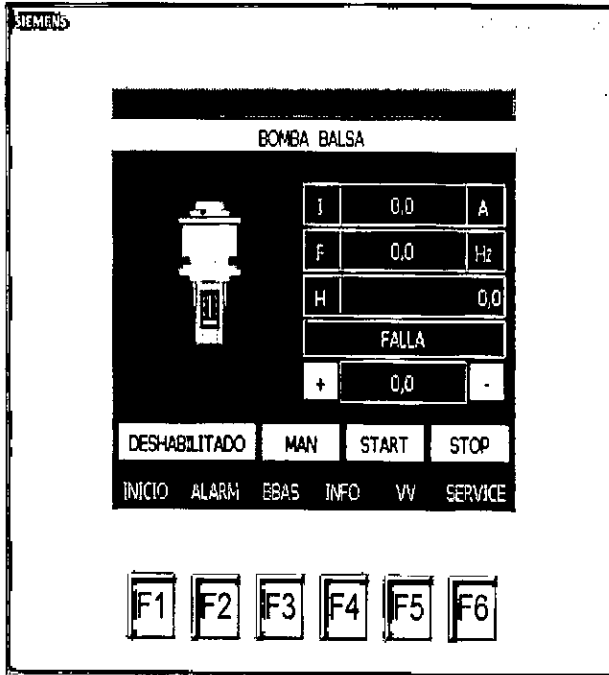 SIEMENS
BOMBA BALSA
I 0,0 A
F 0,0 Hz
H 0,0
FALLA
+ 0,0 -
DESHABILITADO MAN START STOP
INICIO ALARM BBAS INFO VV SERVICE
F1 F2 F3 F4 F5 F6